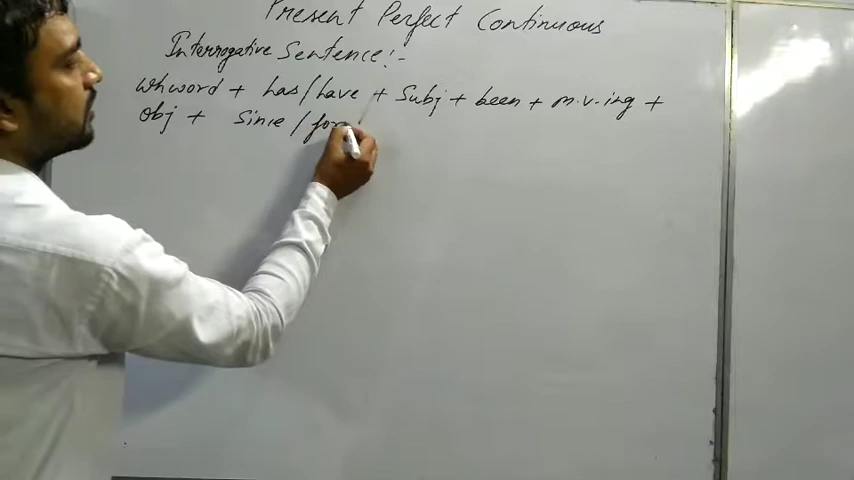 Present Perfect Continuous
Interrogative Sentence :-
Whword + has/have + Subj + been + m.v-ing +
Obj + Since / for